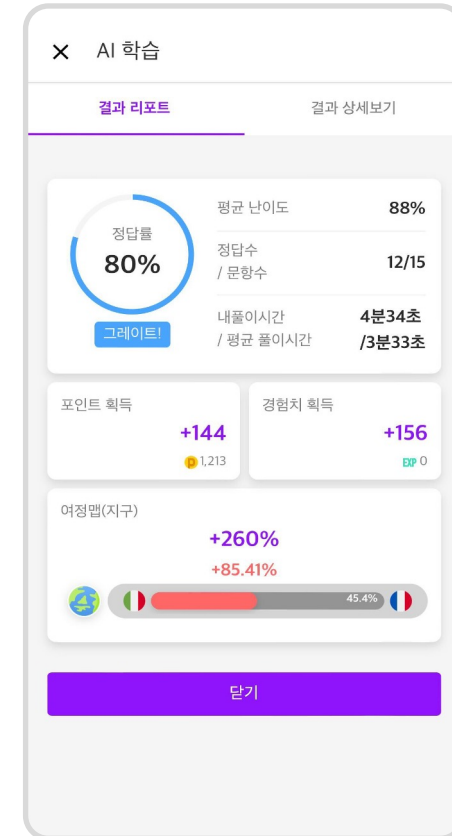 AI 학습
결과 리포트
결과 상세보기
정답률
80%
그레이트!
평균 난이도
88%
정답수
/ 문항수
12/15
내풀이시간
/ 평균 풀이시간
4분34초
/3분33초
포인트 획득
+144
P 1,213
경험치 획득
+156
EXP 0
여정맵(지구)
+260%
+85.41%
45.4%
닫기